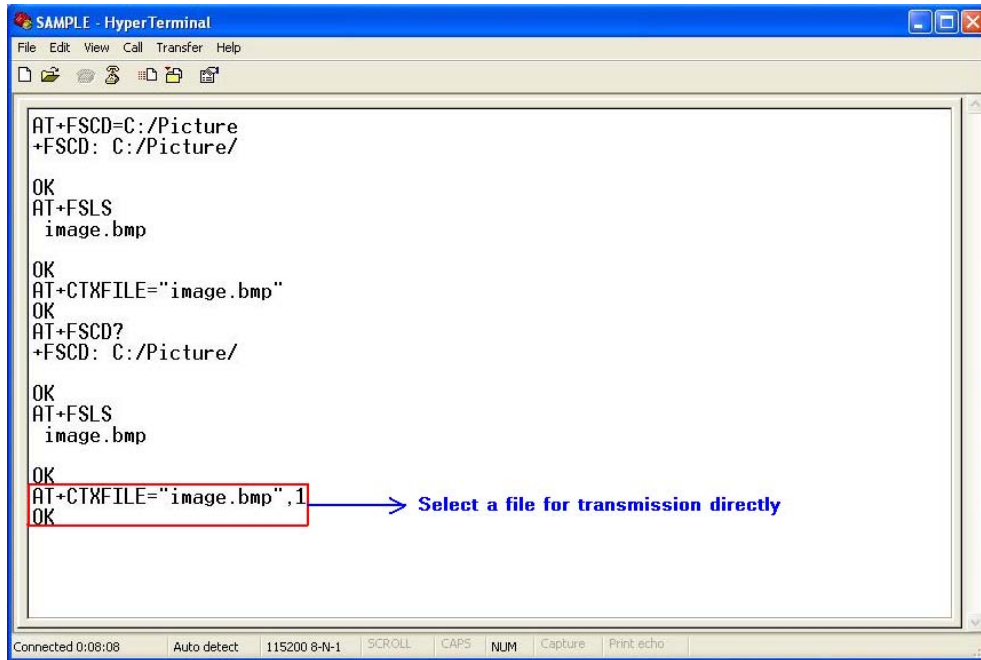 SAMPLE - HyperTerminal
File Edit View Call Transfer Help
AT+FSCD=C:/Picture
+FSCD: C:/Picture/
OK
AT+FSLS
image.bmp
OK
AT+CTXFILE="image.bmp"
OK
AT+FSCD?
+FSCD: C:/Picture/
OK
AT+FSLS
image.bmp
OK
AT+CTXFILE="image.bmp",1
Select a file for transmission directly
OK
Connected 0:08:08 Auto detect 115200 8-N-1 SCROLL CAPS NUM Capture Print echo